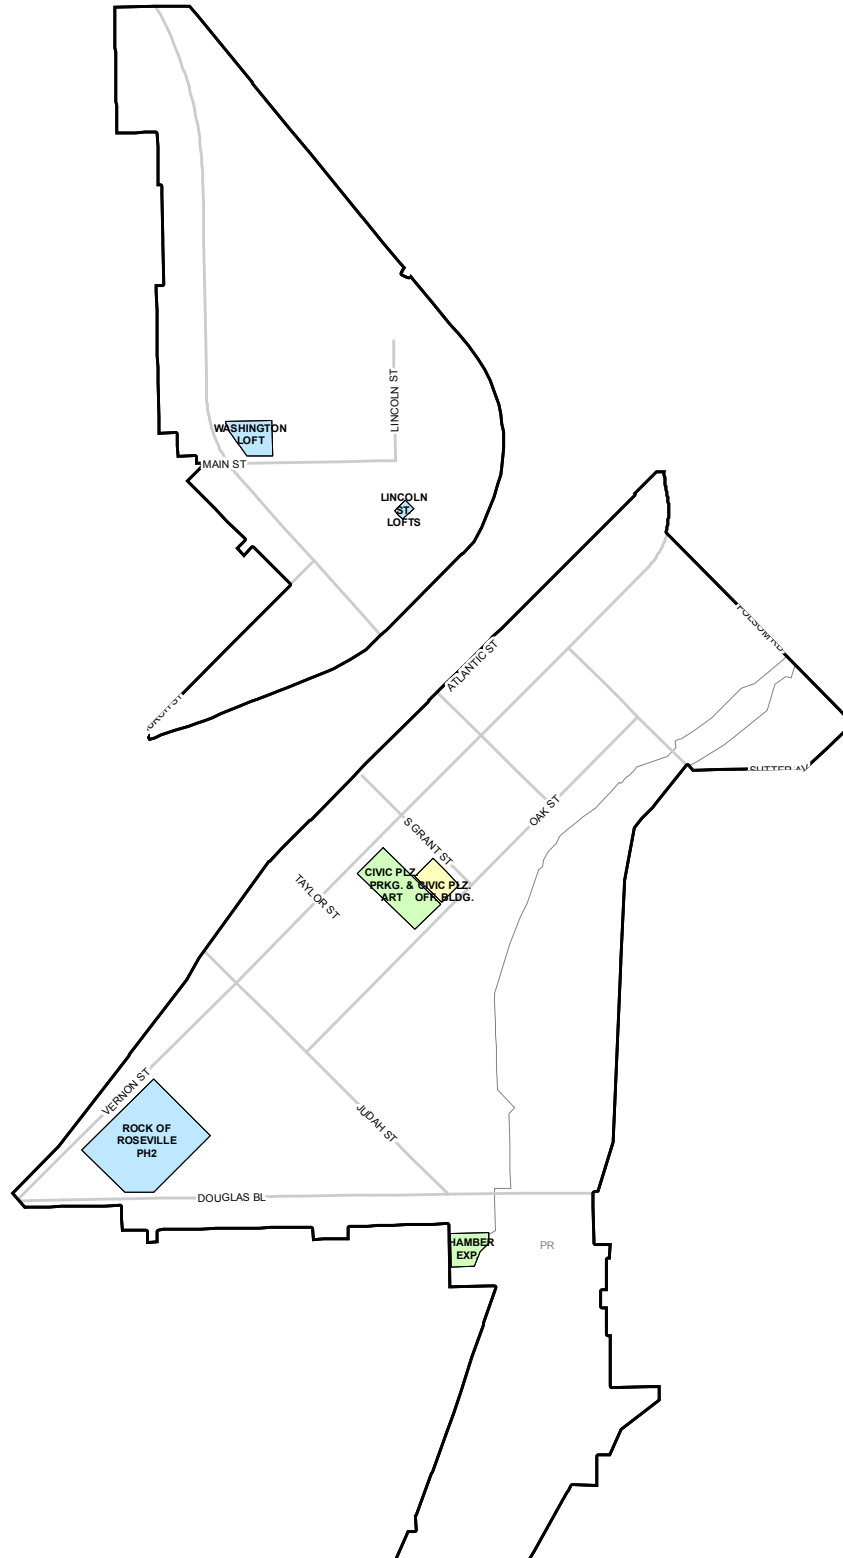 LINCOLN ST
WASHINGTON
LOFT
MAIN ST
LINCOLN
ST
LOFTS
ATLANTIC ST
OAK ST
S GRANT ST
CIVIC PLZ.
PRKG. &
ART
CIVIC PLZ.
OFF. BLDG.
TAYLOR ST
VERNON ST
ROCK OF
ROSEVILLE
PH2
JUDAH ST
DOUGLAS BL
HAMBER
EXP.
PR